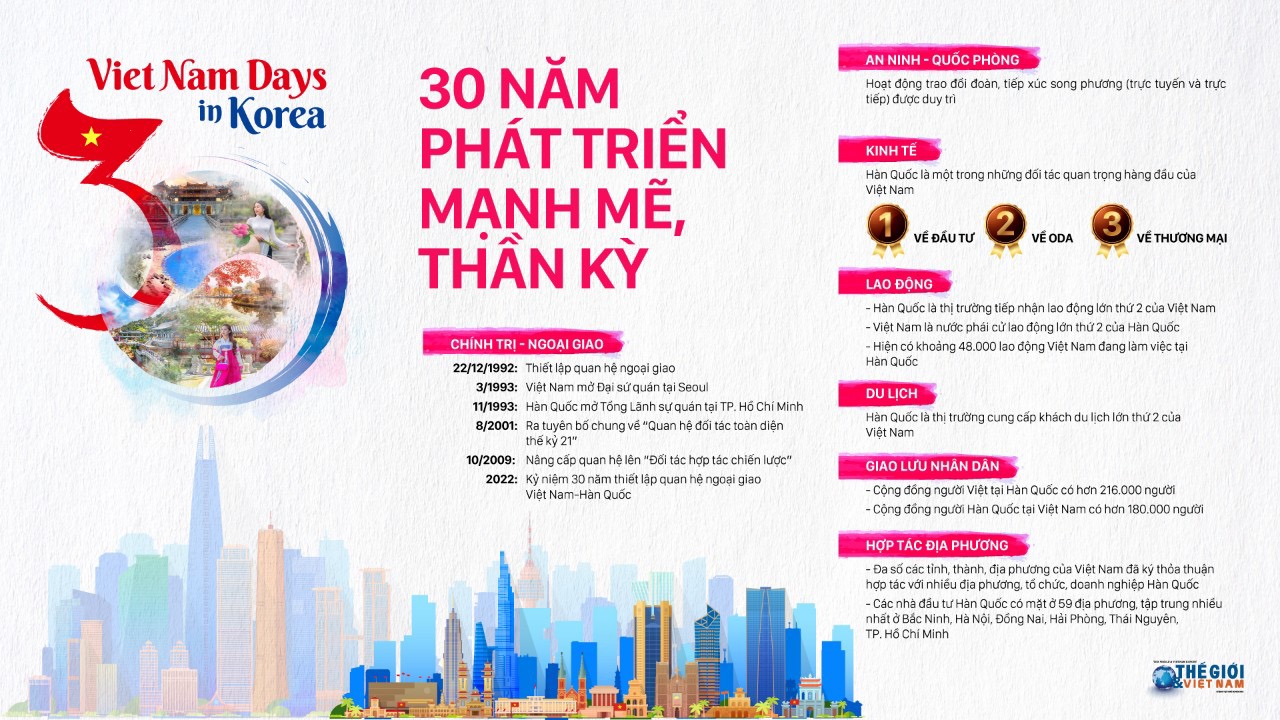 Viet Nam Days
in Korea
30 NĂM
PHÁT TRIỂN
MẠNH MẼ,
THẦN KỲ
CHÍNH TRỊ - NGOẠI GIAO
22/12/1992: Thiết lập quan hệ ngoại giao
3/1993: Việt Nam mở Đại sứ quán tại Seoul
11/1993: Hàn Quốc mở Tổng Lãnh sự quán tại TP. Hồ Chí Minh
8/2001: Ra tuyên bố chung về "Quan hệ đối tác toàn diện
thế kỷ 21"
10/2009: Nâng cấp quan hệ lên "Đối tác hợp tác chiến lược"
2022: Kỷ niệm 30 năm thiết lập quan hệ ngoại giao
Việt Nam-Hàn Quốc
AN NINH - QUỐC PHÒNG
Hoạt động trao đổi đoàn, tiếp xúc song phương (trực tuyến và trực
tiếp) được duy trì
KINH TẾ
Hàn Quốc là một trong những đối tác quan trọng hàng đầu của
Việt Nam
1 VỀ ĐẦU TƯ 2 VỀ ODA 3 VỀ THƯƠNG MẠI
LAO ĐỘNG
- Hàn Quốc là thị trường tiếp nhận lao động lớn thứ 2 của Việt Nam
- Việt Nam là nước phái cử lao động lớn thứ 2 của Hàn Quốc
- Hiện có khoảng 48.000 lao động Việt Nam đang làm việc tại
Hàn Quốc
DU LỊCH
Hàn Quốc là thị trường cung cấp khách du lịch lớn thứ 2 của
Việt Nam
GIAO LƯU NHÂN DÂN
- Cộng đồng người Việt tại Hàn Quốc có hơn 216.000 người
- Cộng đồng người Hàn Quốc tại Việt Nam có hơn 180.000 người
HỢP TÁC ĐỊA PHƯƠNG
- Đa số các tỉnh, thành, địa phương của Việt Nam đã ký thỏa thuận
hợp tác với nhiều địa phương, tổ chức, doanh nghiệp Hàn Quốc
- Các nhà đầu tư Hàn Quốc có mặt ở 59 địa phương, tập trung nhiều
nhất ở Bắc Ninh, Hà Nội, Đồng Nai, Hải Phòng, Thái Nguyên,
TP. Hồ Chí Minh
THẾ GIỚI
& VIỆT NAM